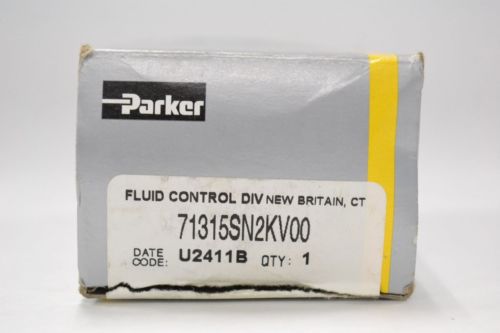 Parker
FLUID CONTROL DIV NEW BRITAIN, CT
71315SN2KV00
DATE CODE: U2411B QTY: 1